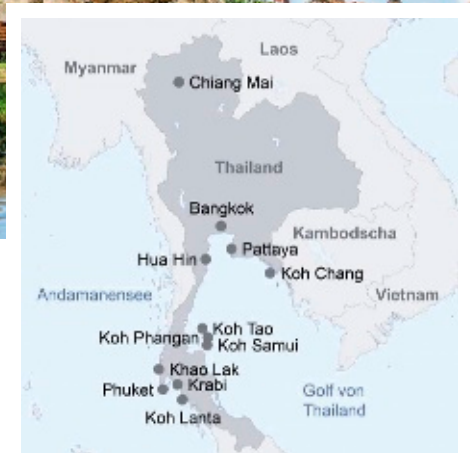 Laos
Myanmar
Chiang Mai
Thailand
Bangkok
Kambodscha
Pattaya
Hua Hin
Koh Chang
Andamanensee
Vietnam
Koh Tao
Koh Phangan
Koh Samui
Khao Lak
Krabi
Phuket
Golf von
Thailand
Koh Lanta